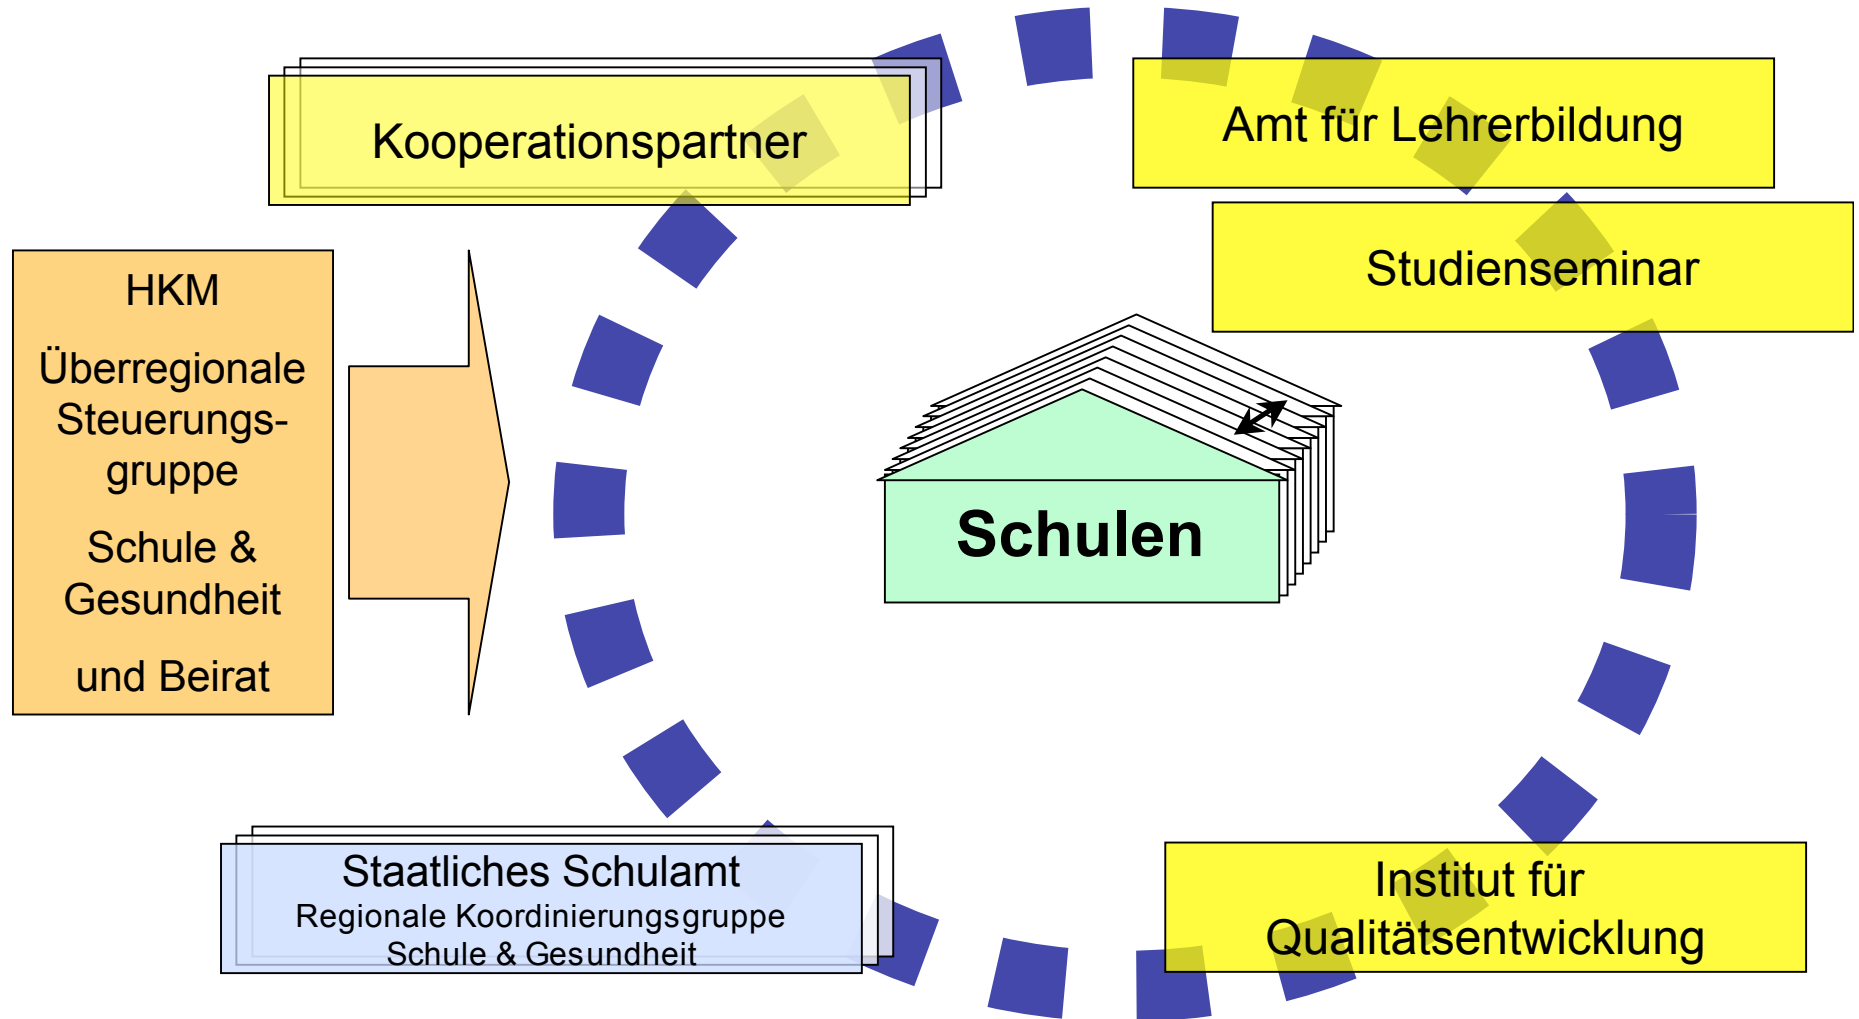 Kooperationspartner
Amt für Lehrerbildung
Studienseminar
HKM
Überregionale
Steuerungs-
gruppe
Schule &
Gesundheit
und Beirat
Schulen
Staatliches Schulamt
Regionale Koordinierungsgruppe
Schule & Gesundheit
Institut für
Qualitätsentwicklung